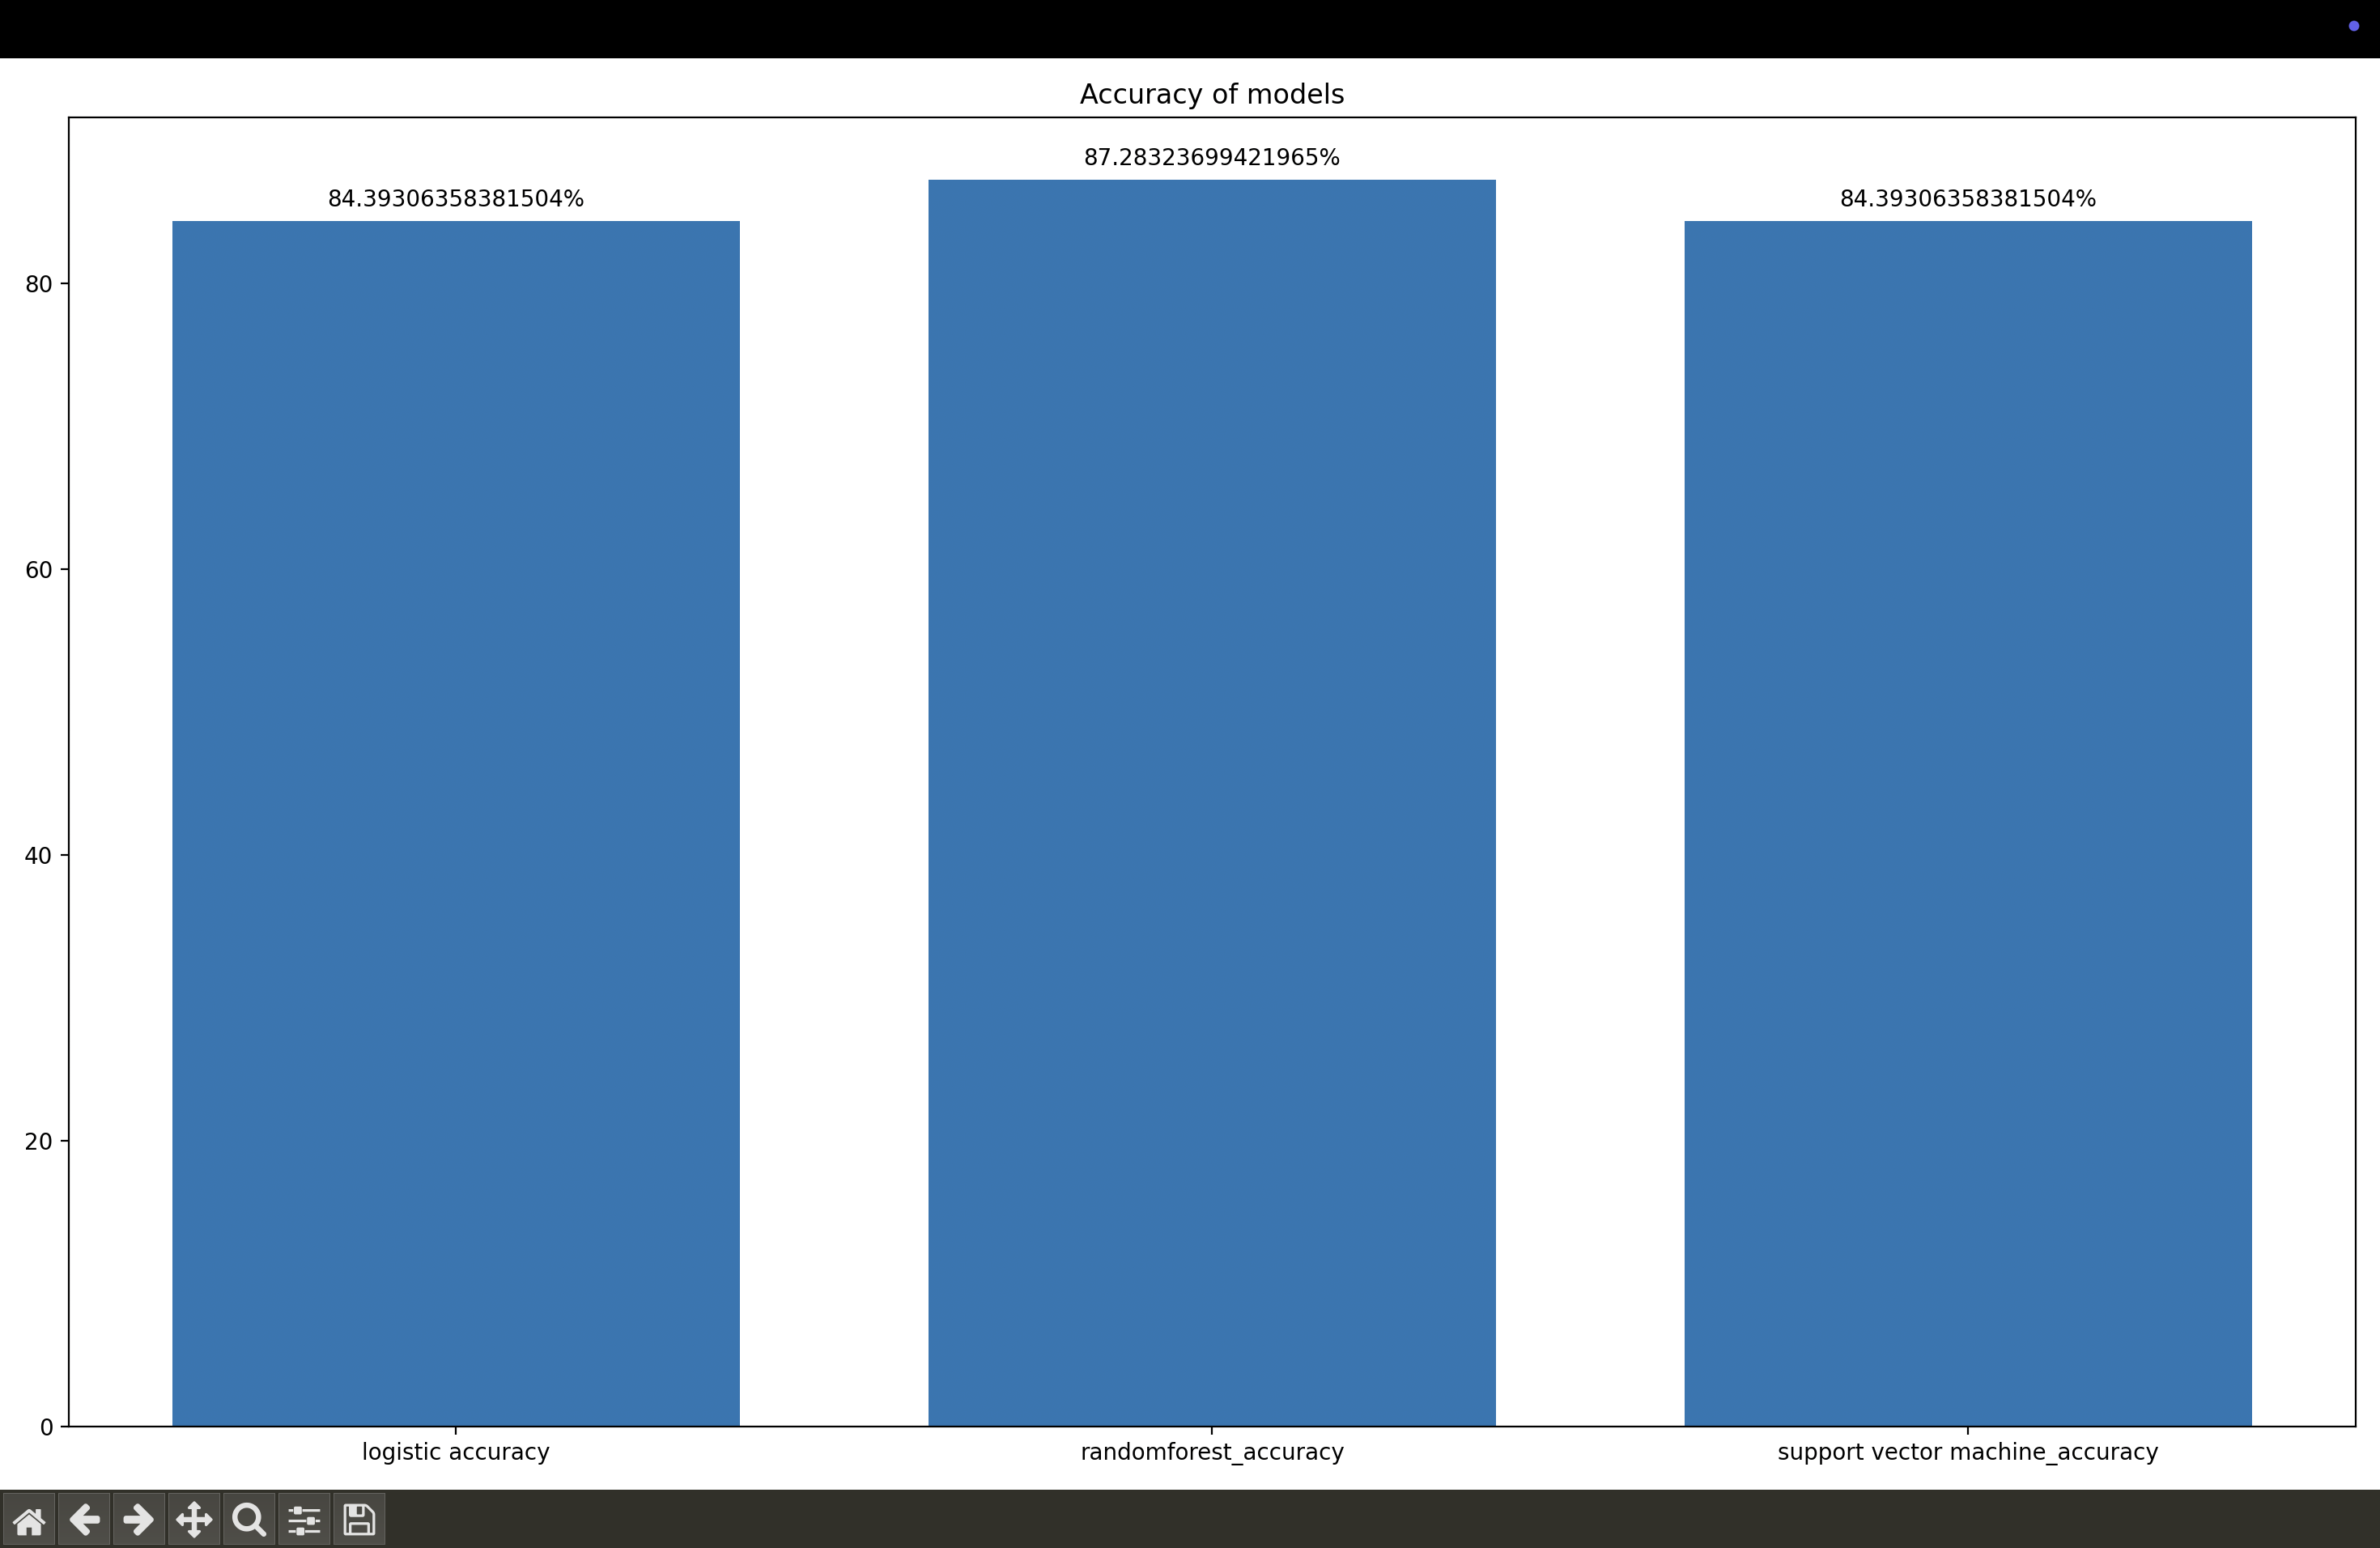 Accuracy of models
84.39306358381504%
87.28323699421965%
84.39306358381504%
80
60
40
20
0
logistic accuracy
randomforest_accuracy
support vector machine_accuracy